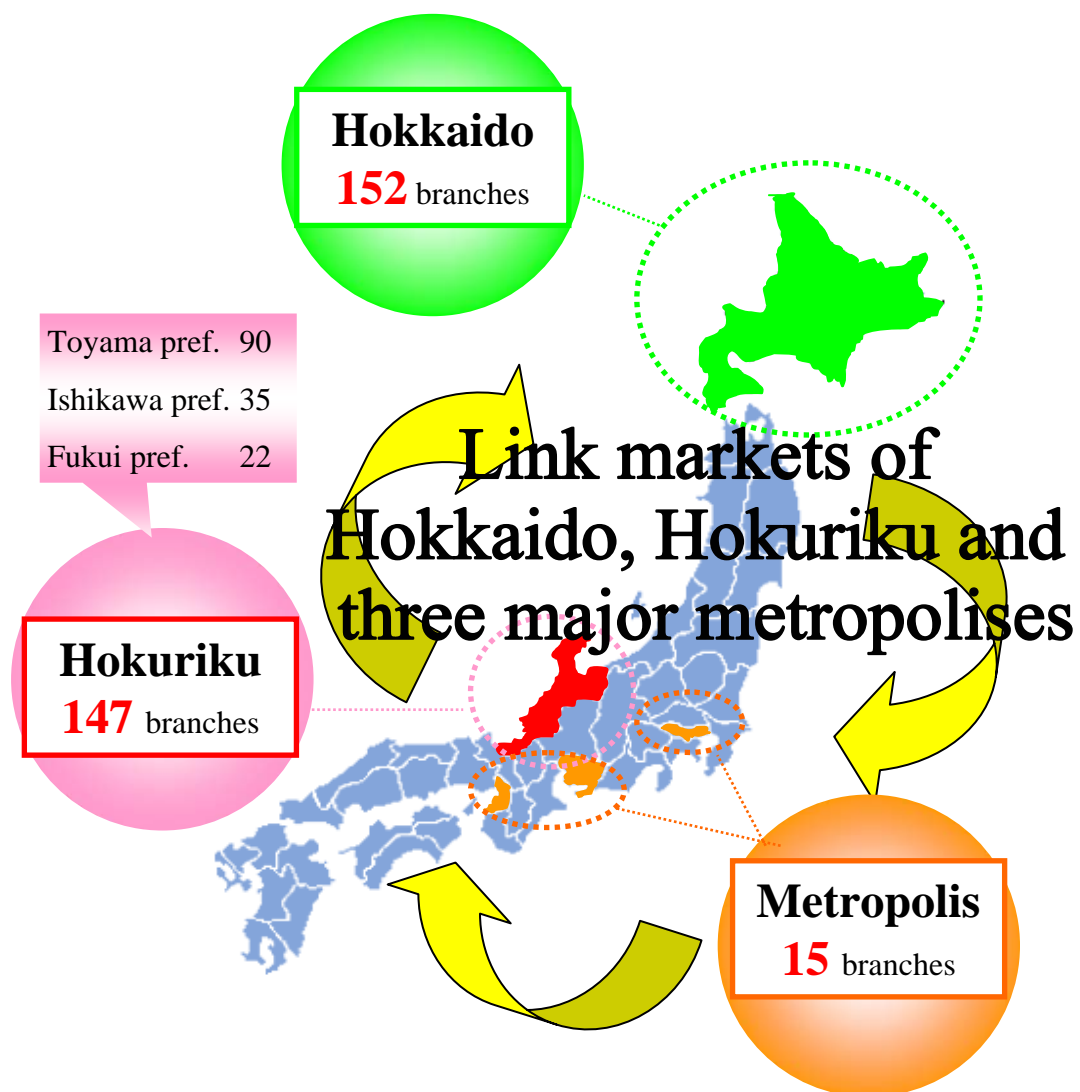 Hokkaido
152 branches
Toyama pref. 90
Ishikawa pref. 35
Fukui pref. 22
Link markets of
Hokkaido, Hokuriku and
three major metropolises
Hokuriku
147 branches
Metropolis
15 branches